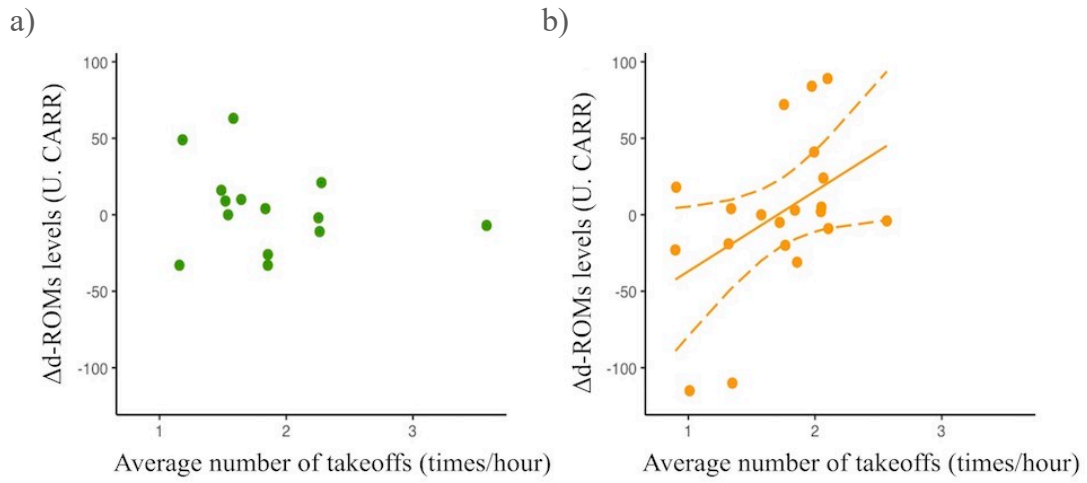 a)
Δd-ROMs levels (U. CARR)
100
50
0
-50
-100
1 2 3
Average number of takeoffs (times/hour)
b)
Δd-ROMs levels (U. CARR)
100
50
0
-50
-100
1 2 3
Average number of takeoffs (times/hour)